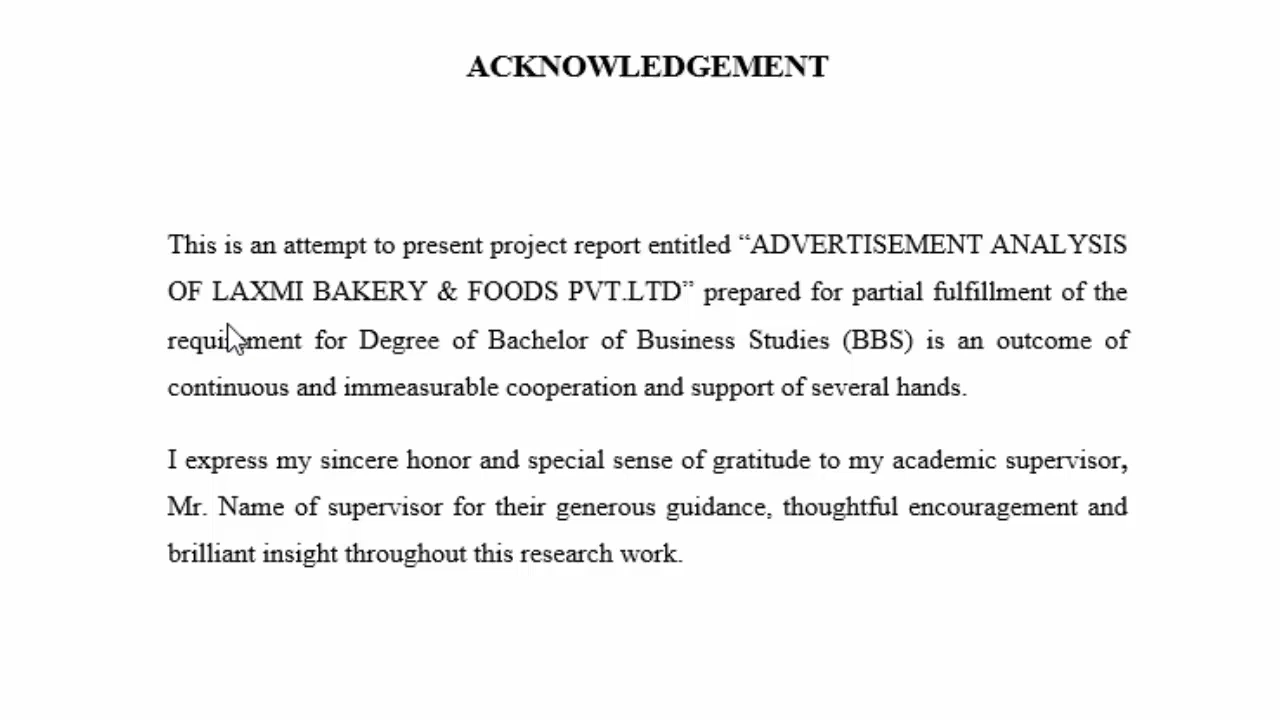 ACKNOWLEDGEMENT
This is an attempt to present project report entitled “ADVERTISEMENT ANALYSIS
OF LAXMI BAKERY & FOODS PVT.LTD” prepared for partial fulfillment of the
requirement for Degree of Bachelor of Business Studies (BBS) is an outcome of
continuous and immeasurable cooperation and support of several hands.
I express my sincere honor and special sense of gratitude to my academic supervisor,
Mr. Name of supervisor for their generous guidance, thoughtful encouragement and
brilliant insight throughout this research work.